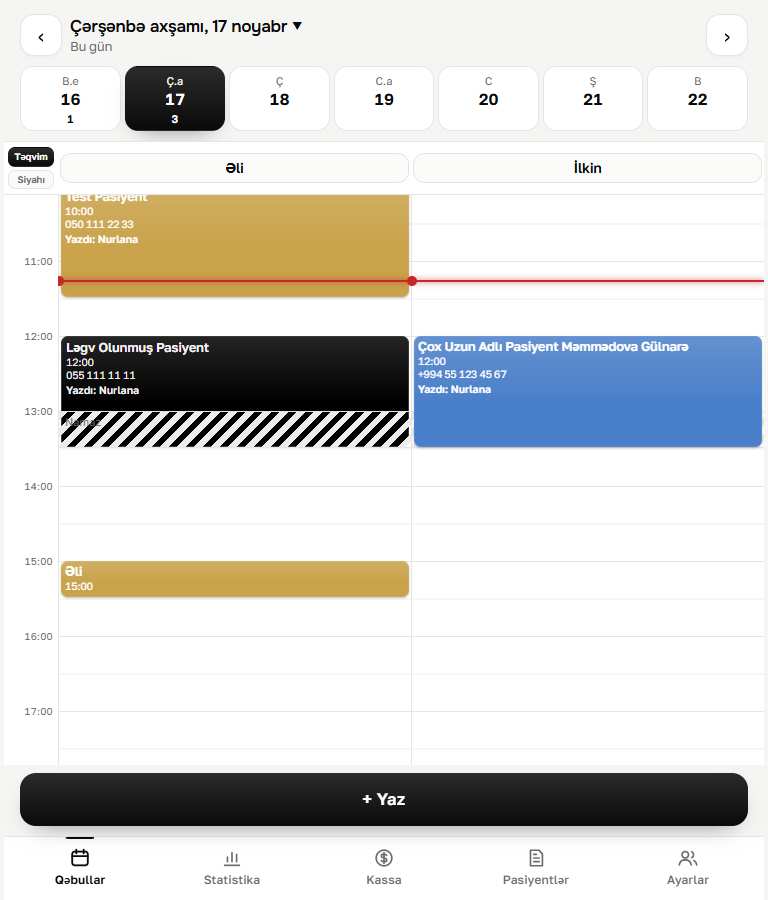 ‹
Çərşənbə axşamı, 17 noyabr ▼
Bu gün
›
B.e
16
1
Ç.a
17
3
Ç
18
C.a
19
C
20
Ş
21
B
22
Təqvim
Siyahı
Əli
İlkin
Test Pasiyent
10:00
050 111 22 33
Yazdı: Nurlana
11:00
12:00
Ləğv Olunmuş Pasiyent
12:00
055 111 11 11
Yazdı: Nurlana
Çox Uzun Adlı Pasiyent Məmmədova Gülnarə
12:00
+994 55 123 45 67
Yazdı: Nurlana
13:00
Namaz
14:00
15:00
Əli
15:00
16:00
17:00
+ Yaz
Qəbullar
Statistika
Kassa
Pasiyentlər
Ayarlar